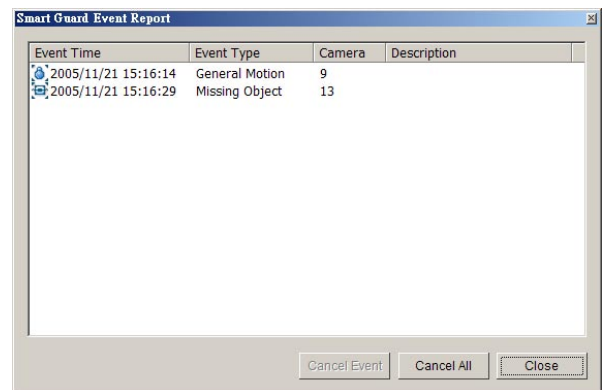 Smart Guard Event Report
Event Time Event Type Camera Description
2005/11/21 15:16:14 General Motion 9
2005/11/21 15:16:29 Missing Object 13
Cancel Event Cancel All Close